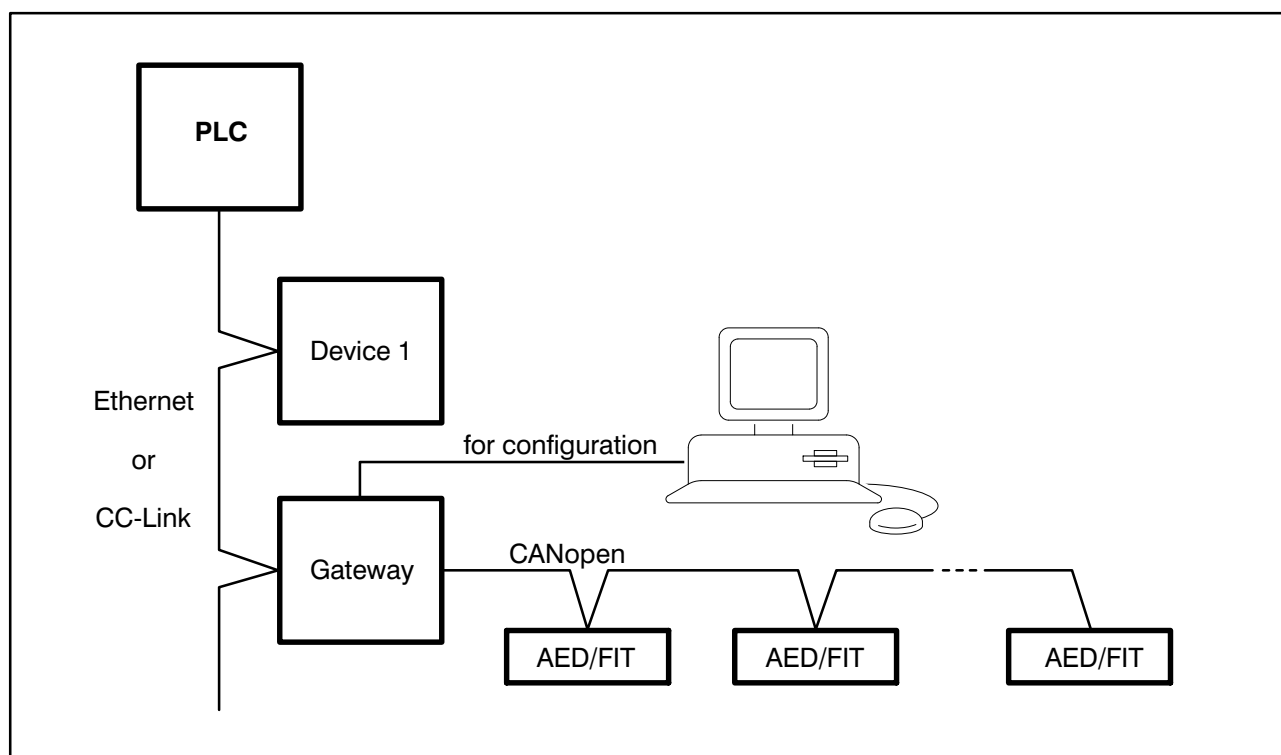 PLC
Device 1
Ethernet
or
CC-Link
for configuration
Gateway
CANopen
AED/FIT
AED/FIT
AED/FIT